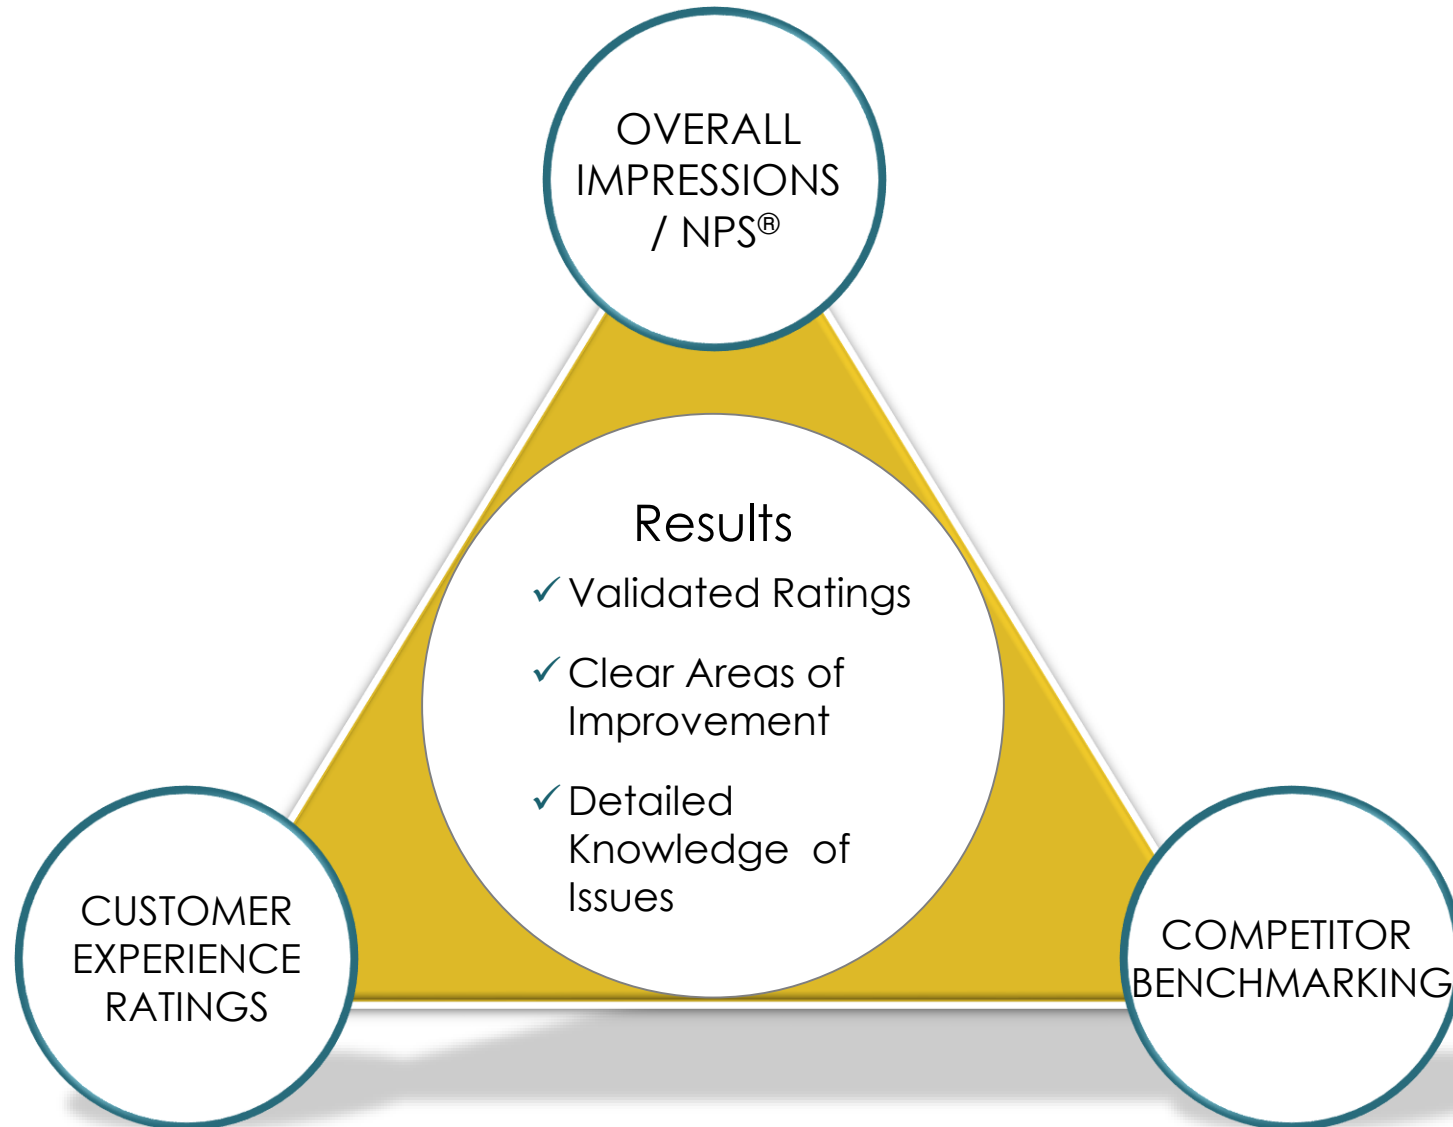 OVERALL
IMPRESSIONS
/ NPS®
Results
✓ Validated Ratings
✓ Clear Areas of
Improvement
✓ Detailed
Knowledge of
Issues
CUSTOMER
EXPERIENCE
RATINGS
COMPETITOR
BENCHMARKING